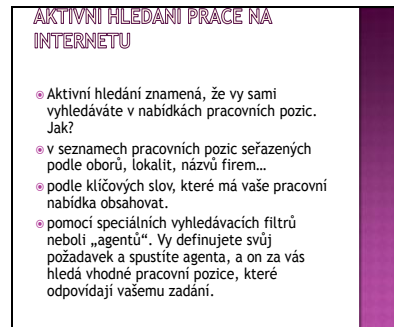 AKTIVNÍ HLEDÁNÍ PRÁCE NA
INTERNETU
Aktivní hledání znamená, že vy sami
vyhledáváte v nabídkách pracovních pozic.
Jak?
v seznamech pracovních pozic seřazených
podle oborů, lokalit, názvů firem…
podle klíčových slov, které má vaše pracovní
nabídka obsahovat.
pomocí speciálních vyhledávacích filtrů
neboli „agentů“. Vy definujete svůj
požadavek a spustíte agenta, a on za vás
hledá vhodné pracovní pozice, které
odpovídají vašemu zadání.